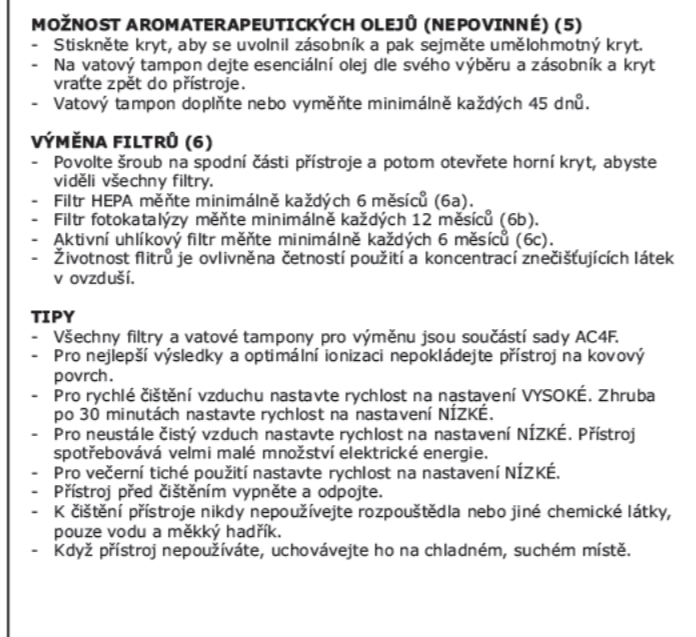 MOŽNOST AROMATERAPEUTICKÝCH OLEJŮ (NEPOVINNÉ) (5)
- Stiskněte kryt, aby se uvolnil zásobník a pak sejměte umělohmotný kryt.
- Na vatový tampon dejte esenciální olej dle svého výběru a zásobník a kryt
vraťte zpět do přístroje.
- Vatový tampon doplňte nebo vyměňte minimálně každých 45 dnů.
VÝMĚNA FILTRŮ (6)
- Povolte šroub na spodní části přístroje a potom otevřete horní kryt, abyste
viděli všechny filtry.
- Filtr HEPA měňte minimálně každých 6 měsíců (6a).
- Filtr fotokatalýzy měňte minimálně každých 12 měsíců (6b).
- Aktivní uhlíkový filtr měňte minimálně každých 6 měsíců (6c).
- Životnost flitrů je ovlivněna četností použití a koncentrací znečišťujících látek
v ovzduší.
TIPY
- Všechny filtry a vatové tampony pro výměnu jsou součástí sady AC4F.
- Pro nejlepší výsledky a optimální ionizaci nepokládejte přístroj na kovový
povrch.
- Pro rychlé čištění vzduchu nastavte rychlost na nastavení VYSOKÉ. Zhruba
po 30 minutách nastavte rychlost na nastavení NÍZKÉ.
- Pro neustále čistý vzduch nastavte rychlost na nastavení NÍZKÉ. Přístroj
spotřebovává velmi malé množství elektrické energie.
- Pro večerní tiché použití nastavte rychlost na nastavení NÍZKÉ.
- Přístroj před čištěním vypněte a odpojte.
- K čištění přístroje nikdy nepoužívejte rozpouštědla nebo jiné chemické látky,
pouze vodu a měkký hadřík.
- Když přístroj nepoužíváte, uchovávejte ho na chladném, suchém místě.